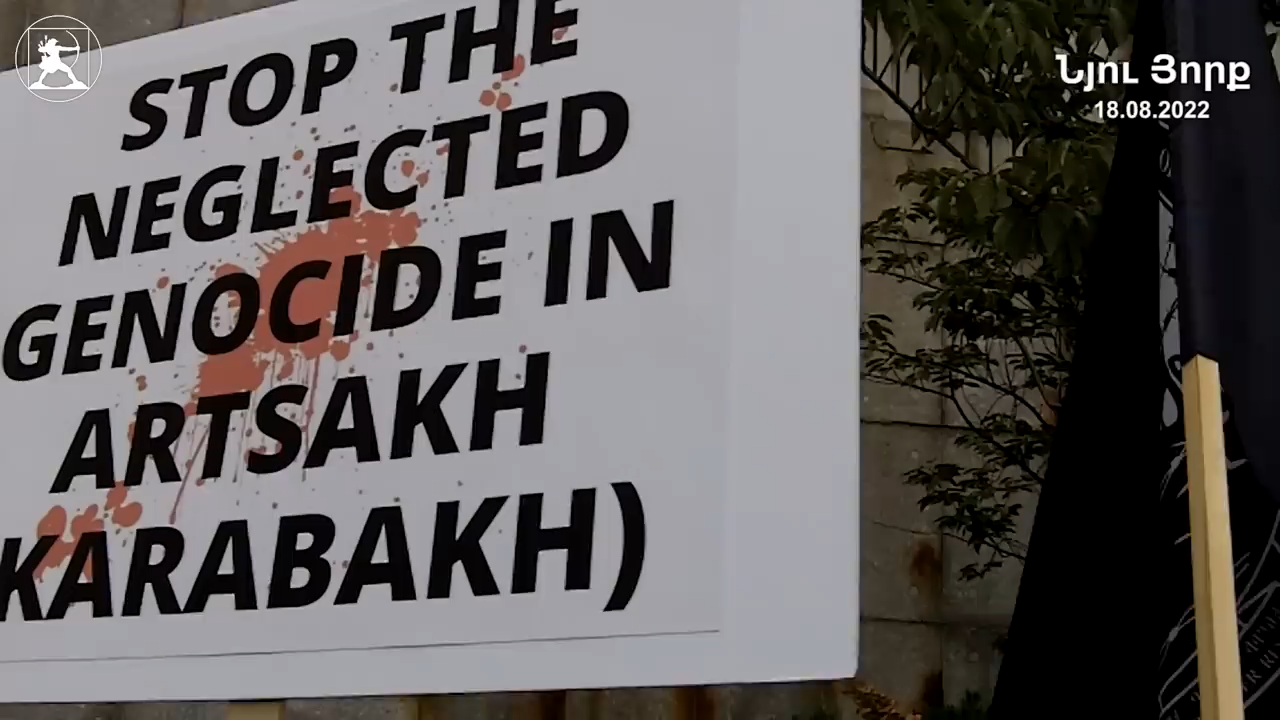 STOP THE
NEGLECTED
GENOCIDE IN
ARTSAKH
KARABAKH)
Նյու Յորք
18.08.2022